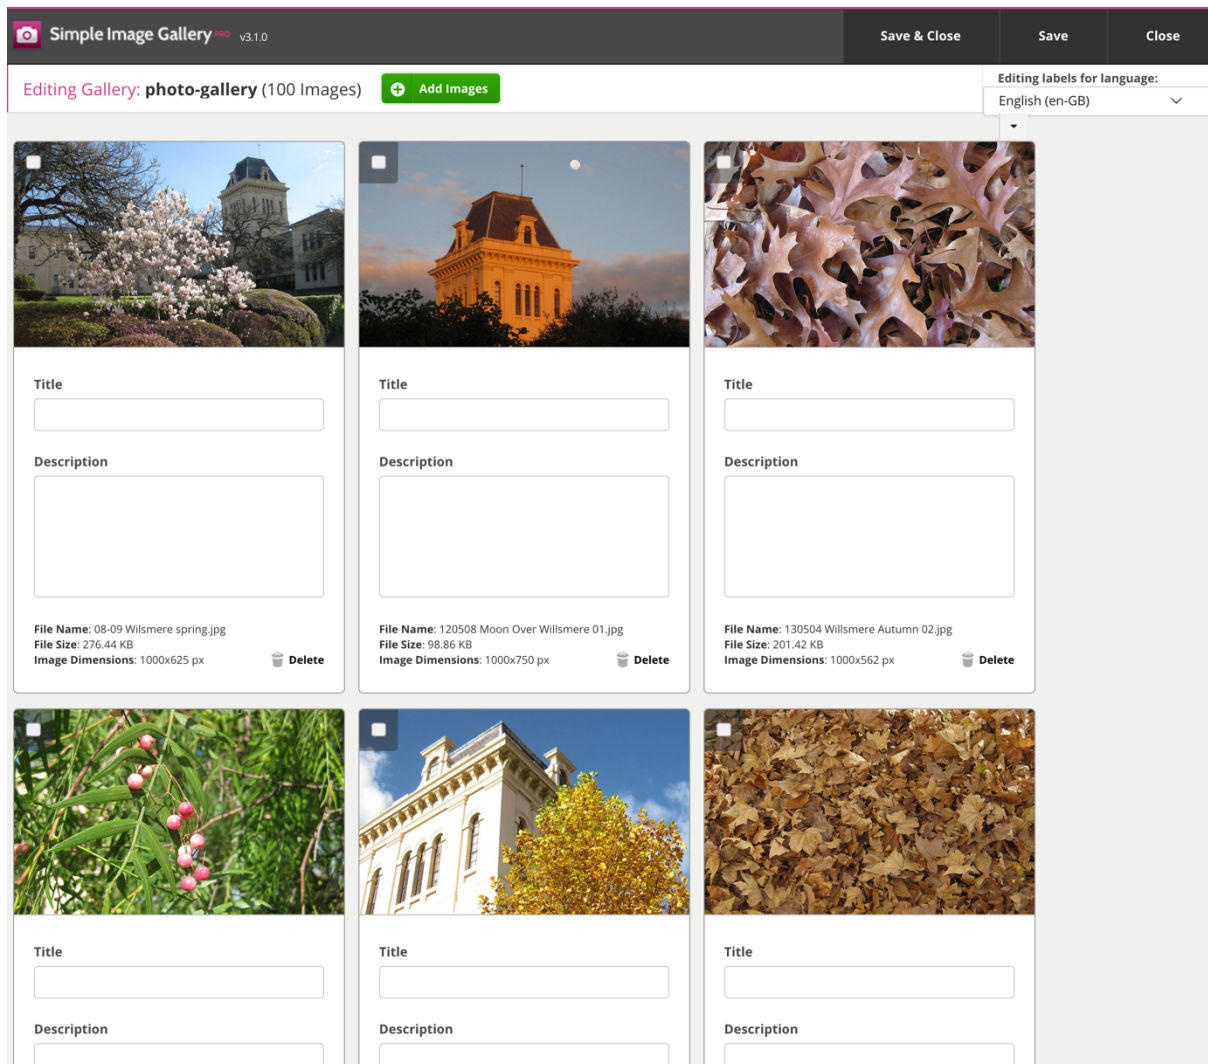 Simple Image Gallery PRO v3.1.0
Save & Close
Save
Close
Editing Gallery: photo-gallery (100 Images)
Add Images
Editing labels for language:
English (en-GB)
Title
Title
Title
Description
Description
Description
File Name: 08-09 Wilsmere spring.jpg
File Size: 276.44 KB
Image Dimensions: 1000x625 px
Delete
File Name: 120508 Moon Over Willsmere 01.jpg
File Size: 98.86 KB
Image Dimensions: 1000x750 px
Delete
File Name: 130504 Willsmere Autumn 02.jpg
File Size: 201.42 KB
Image Dimensions: 1000x562 px
Delete
Title
Title
Title
Description
Description
Description